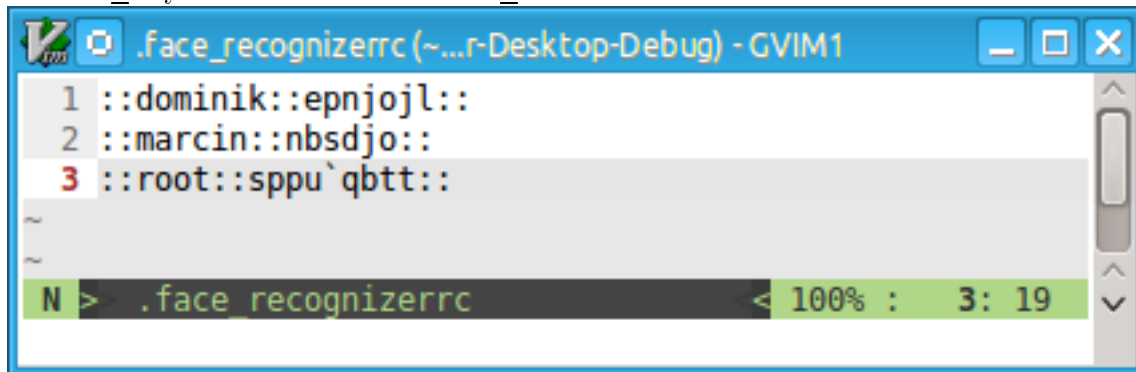 .face_recognizerrc (~...r-Desktop-Debug) - GVIM1
1 ::dominik::epnjojl::
2 ::marcin::nbsdjo::
3 ::root::sppu`qbtt::
~
~
N > .face_recognizerrc < 100% : 3: 19